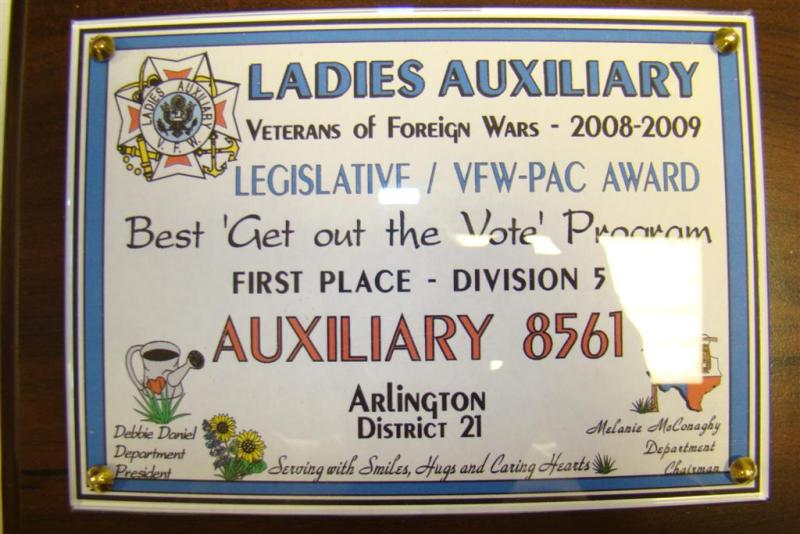 LADIES AUXILIARY
LADIES AUXILIARY
V.F.W.
VETERANS OF FOREIGN WARS - 2008-2009
LEGISLATIVE / VFW-PAC AWARD
Best 'Get out the Vote' Program
FIRST PLACE - DIVISION 5
AUXILIARY 8561
ARLINGTON
DISTRICT 21
Debbie Daniel
Department
President
Melanie McConaghy
Department
Chairman
Serving with Smiles, Hugs and Caring Hearts